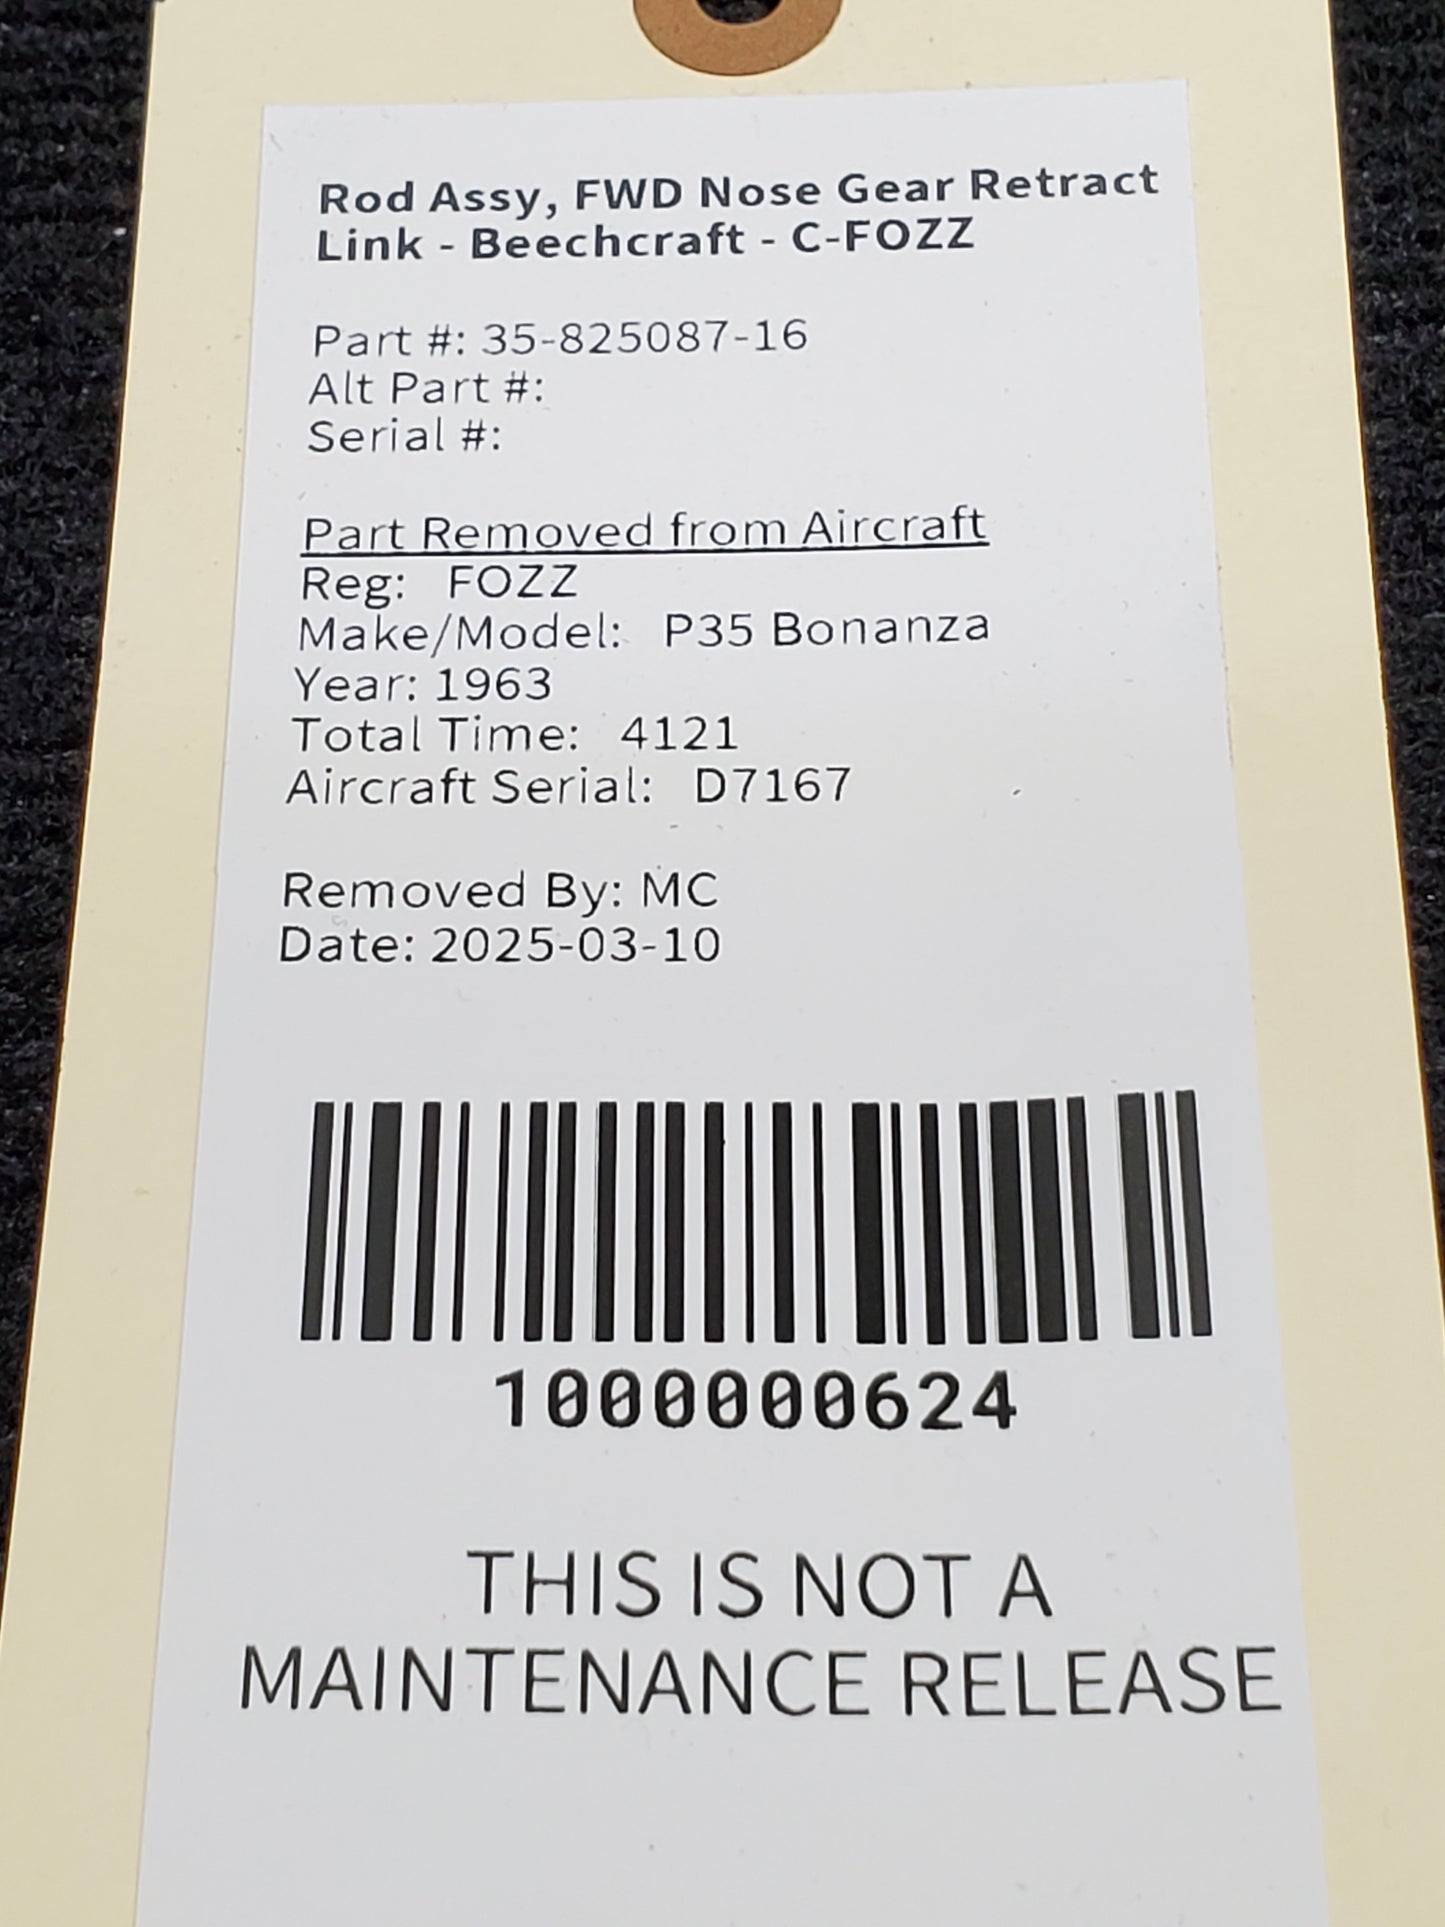 Rod Assy, FWD Nose Gear Retract
Link - Beechcraft - C-FOZZ
Part #: 35-825087-16
Alt Part #:
Serial #:
Part Removed from Aircraft
Reg: FOZZ
Make/Model: P35 Bonanza
Year: 1963
Total Time: 4121
Aircraft Serial: D7167
Removed By: MC
Date: 2025-03-10
1000000624
THIS IS NOT A
MAINTENANCE RELEASE